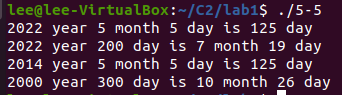 lee@lee-VirtualBox:~/C2/lab1$ ./5-5
2022 year 5 month 5 day is 125 day
2022 year 200 day is 7 month 19 day
2014 year 5 month 5 day is 125 day
2000 year 300 day is 10 month 26 day